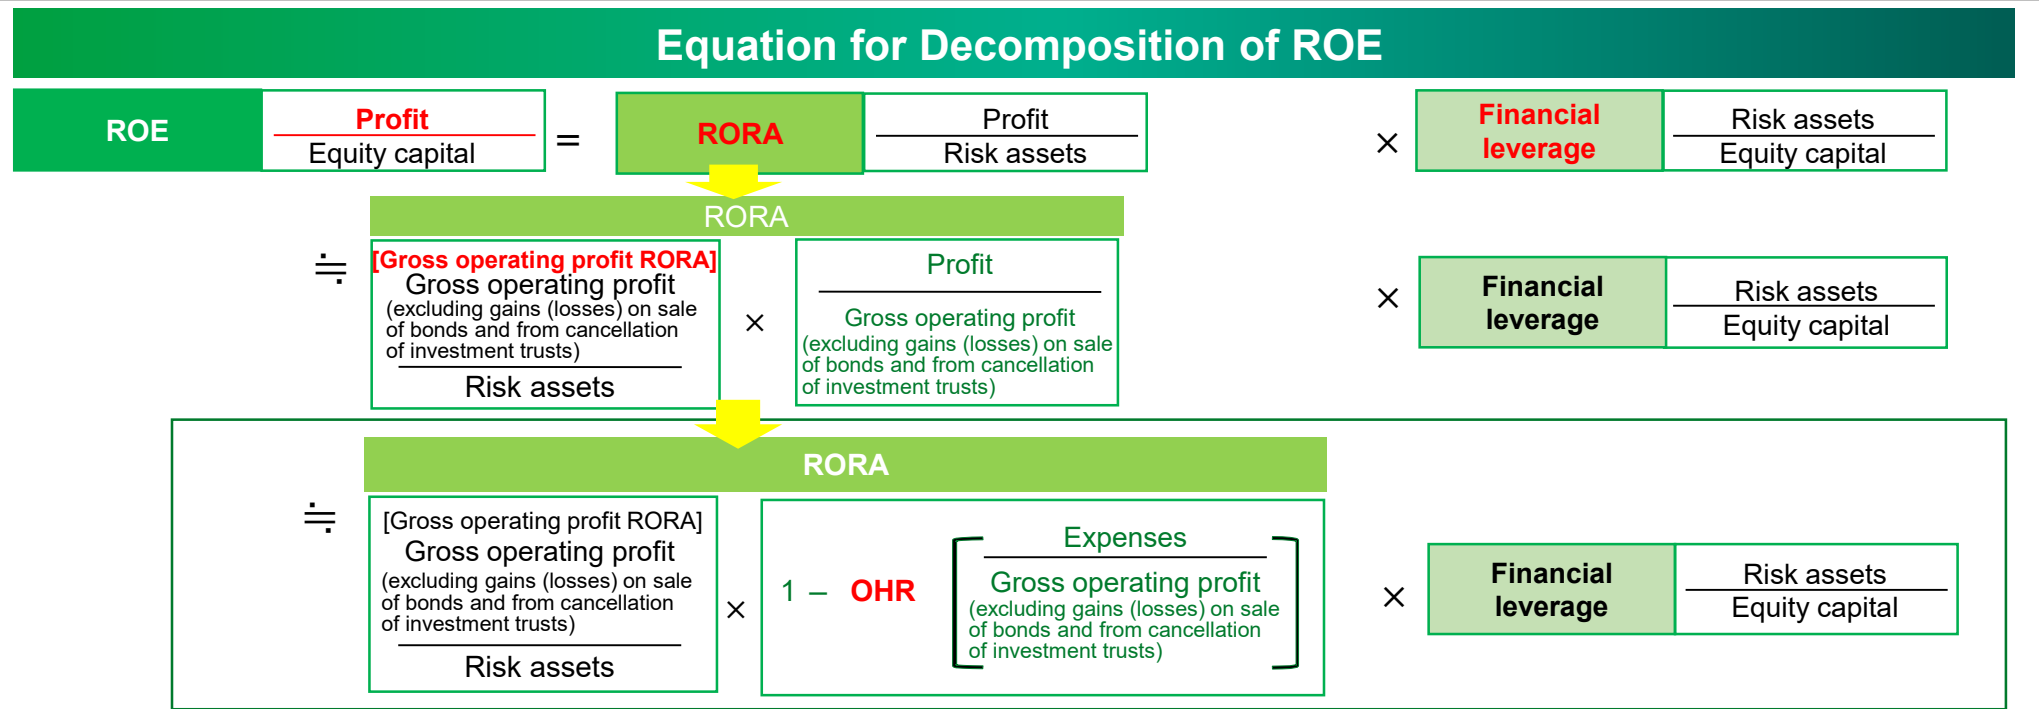 Equation for Decomposition of ROE
ROE
Profit
Equity capital
=
RORA
Profit
Risk assets
×
Financial
leverage
Risk assets
Equity capital
RORA
≒
[Gross operating profit RORA]
Gross operating profit
(excluding gains (losses) on sale
of bonds and from cancellation
of investment trusts)
Risk assets
×
Profit
Gross operating profit
(excluding gains (losses) on sale
of bonds and from cancellation
of investment trusts)
×
Financial
leverage
Risk assets
Equity capital
RORA
≒
[Gross operating profit RORA]
Gross operating profit
(excluding gains (losses) on sale
of bonds and from cancellation
of investment trusts)
Risk assets
×
1 – OHR
Expenses
Gross operating profit
(excluding gains (losses) on sale
of bonds and from cancellation
of investment trusts)
×
Financial
leverage
Risk assets
Equity capital